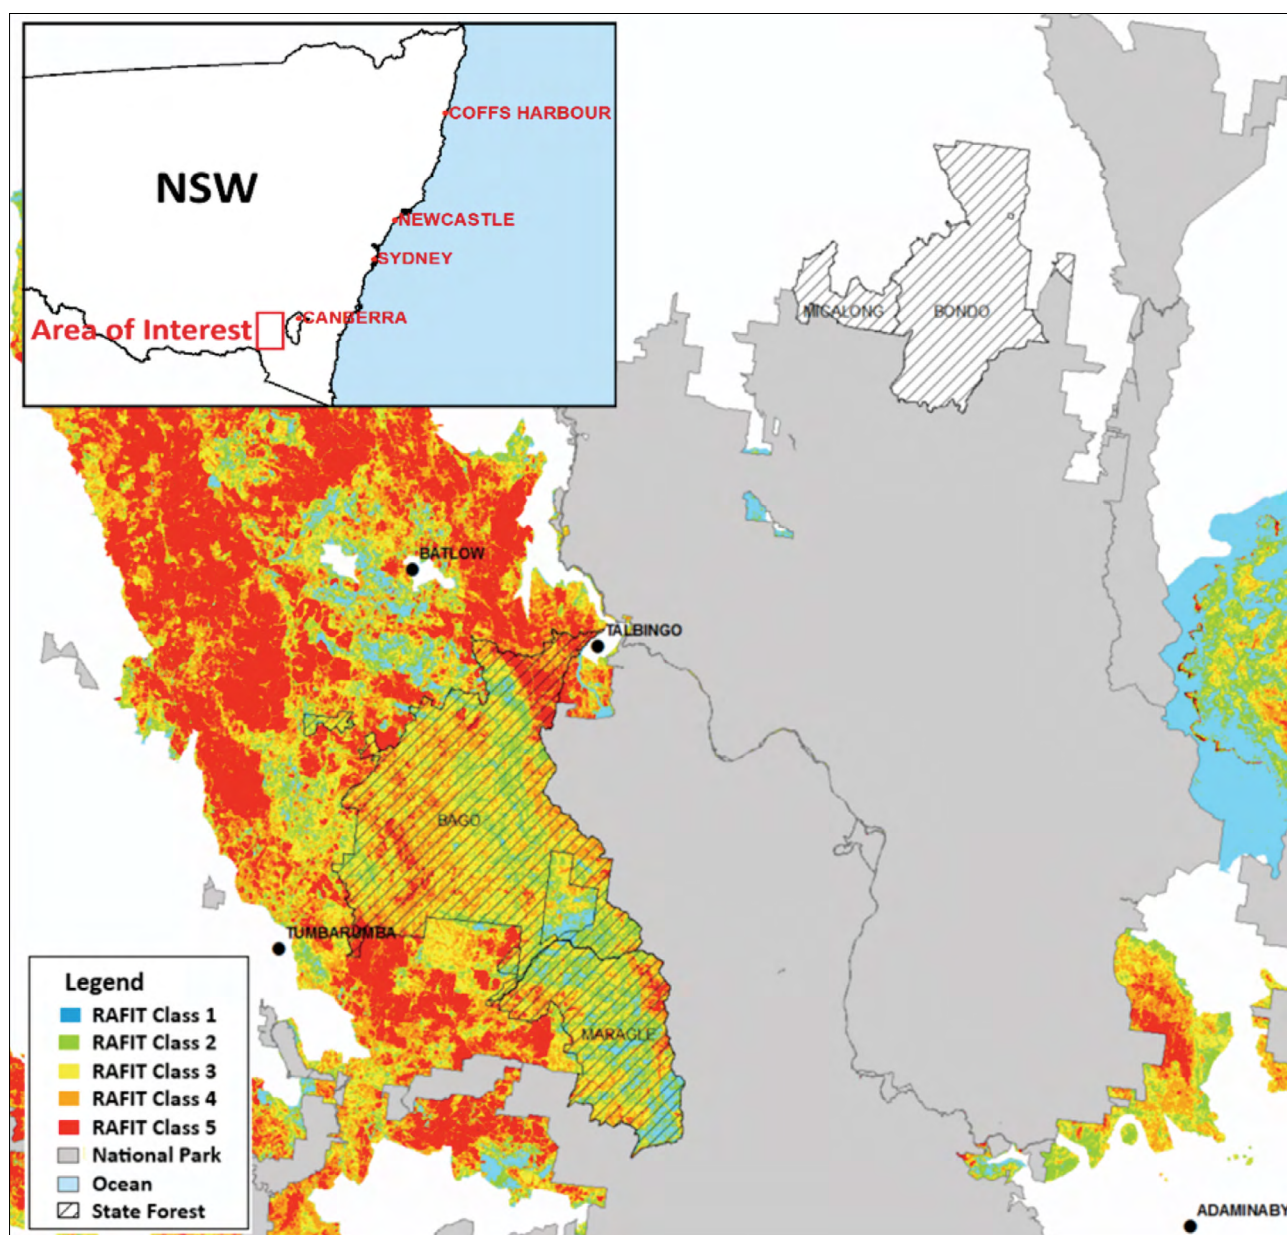 COFFS HARBOUR
NSW
NEWCASTLE
SYDNEY
Area of Interest
CANBERRA
MICALONG
BONDO
BATLOW
TALBINGO
BAGO
TUMBARUMBA
MARAGLE
Legend
RAFIT Class 1
RAFIT Class 2
RAFIT Class 3
RAFIT Class 4
RAFIT Class 5
National Park
Ocean
State Forest
ADAMINABY